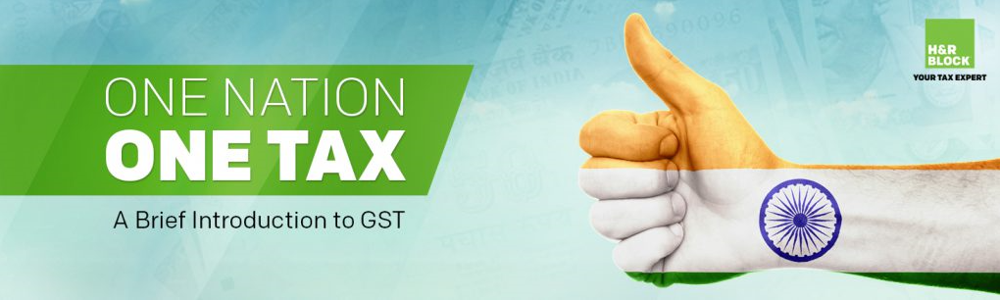 ONE NATION
ONE TAX
A Brief Introduction to GST
H&R
BLOCK
YOUR TAX EXPERT